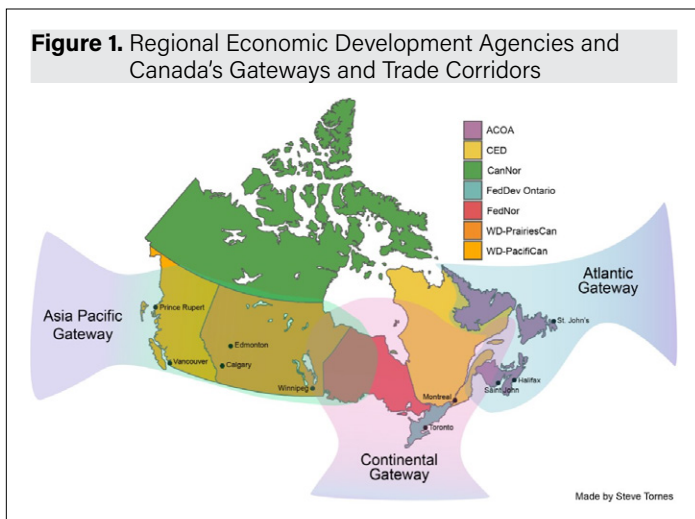 Figure 1. Regional Economic Development Agencies and
Canada's Gateways and Trade Corridors
ACOA
CED
CanNor
FedDev Ontario
FedNor
WD-PrairiesCan
WD-PacifiCan
Asia Pacific
Gateway
Atlantic
Gateway
Prince Rupert
St. John's
Edmonton
Vancouver
Calgary
Winnipeg
Halifax
Saint John
Montreal
Toronto
Continental
Gateway
Made by Steve Tornes